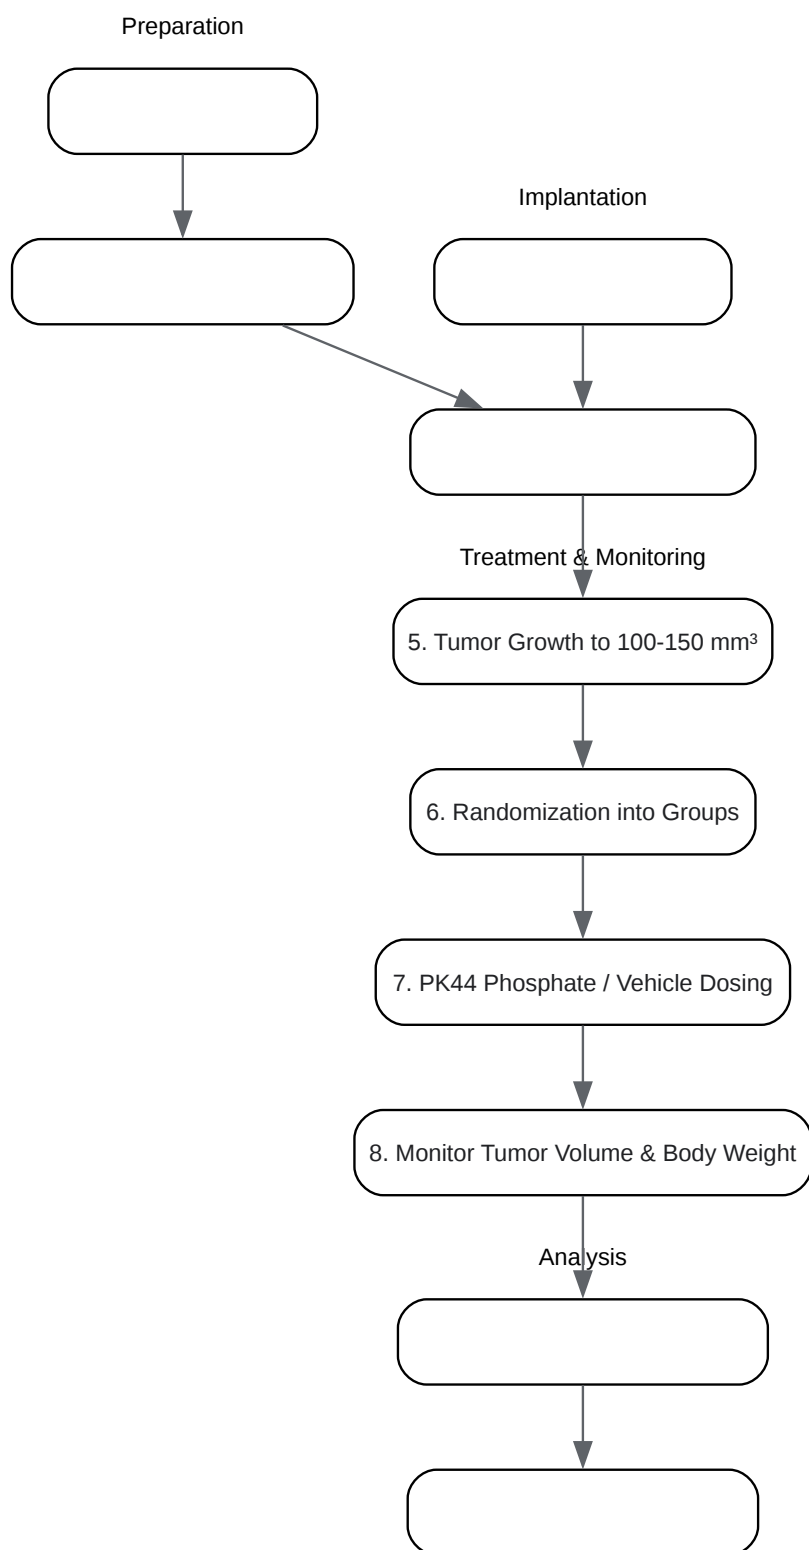 Preparation
Implantation
Treatment & Monitoring
5. Tumor Growth to 100-150 mm³
6. Randomization into Groups
7. PK44 Phosphate / Vehicle Dosing
8. Monitor Tumor Volume & Body Weight
Analysis